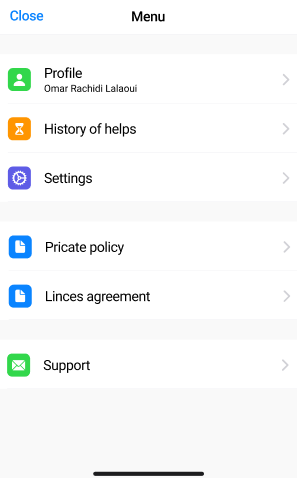 Close
Menu
Profile
Omar Rachidi Lalaoui
History of helps
Settings
Pricate policy
Linces agreement
Support